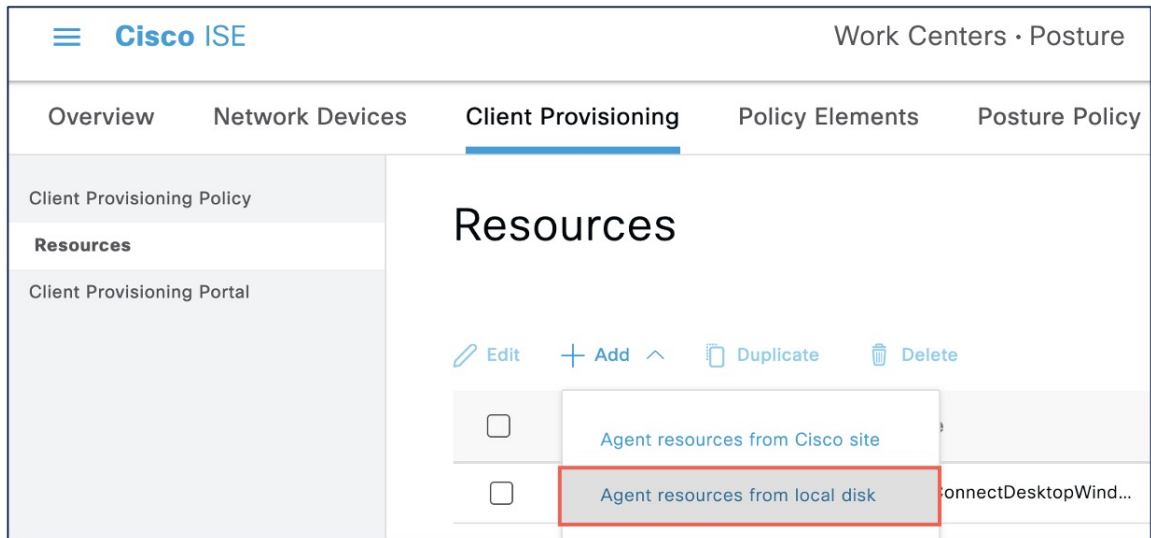 Cisco ISE
Work Centers · Posture
Overview Network Devices Client Provisioning Policy Elements Posture Policy
Client Provisioning Policy
Resources
Client Provisioning Portal
Resources
Edit Add Duplicate Delete
Agent resources from Cisco site
Agent resources from local disk
onnectDesktopWind...